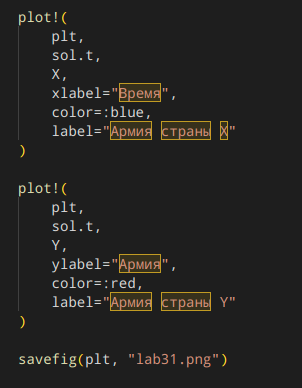 plot!(
    plt,
    sol.t,
    X,
    xlabel="Время",
    color=:blue,
    label="Армия страны Х"
)
plot!(
    plt,
    sol.t,
    Y,
    ylabel="Армия",
    color=:red,
    label="Армия страны Y"
)
savefig(plt, "lab31.png")